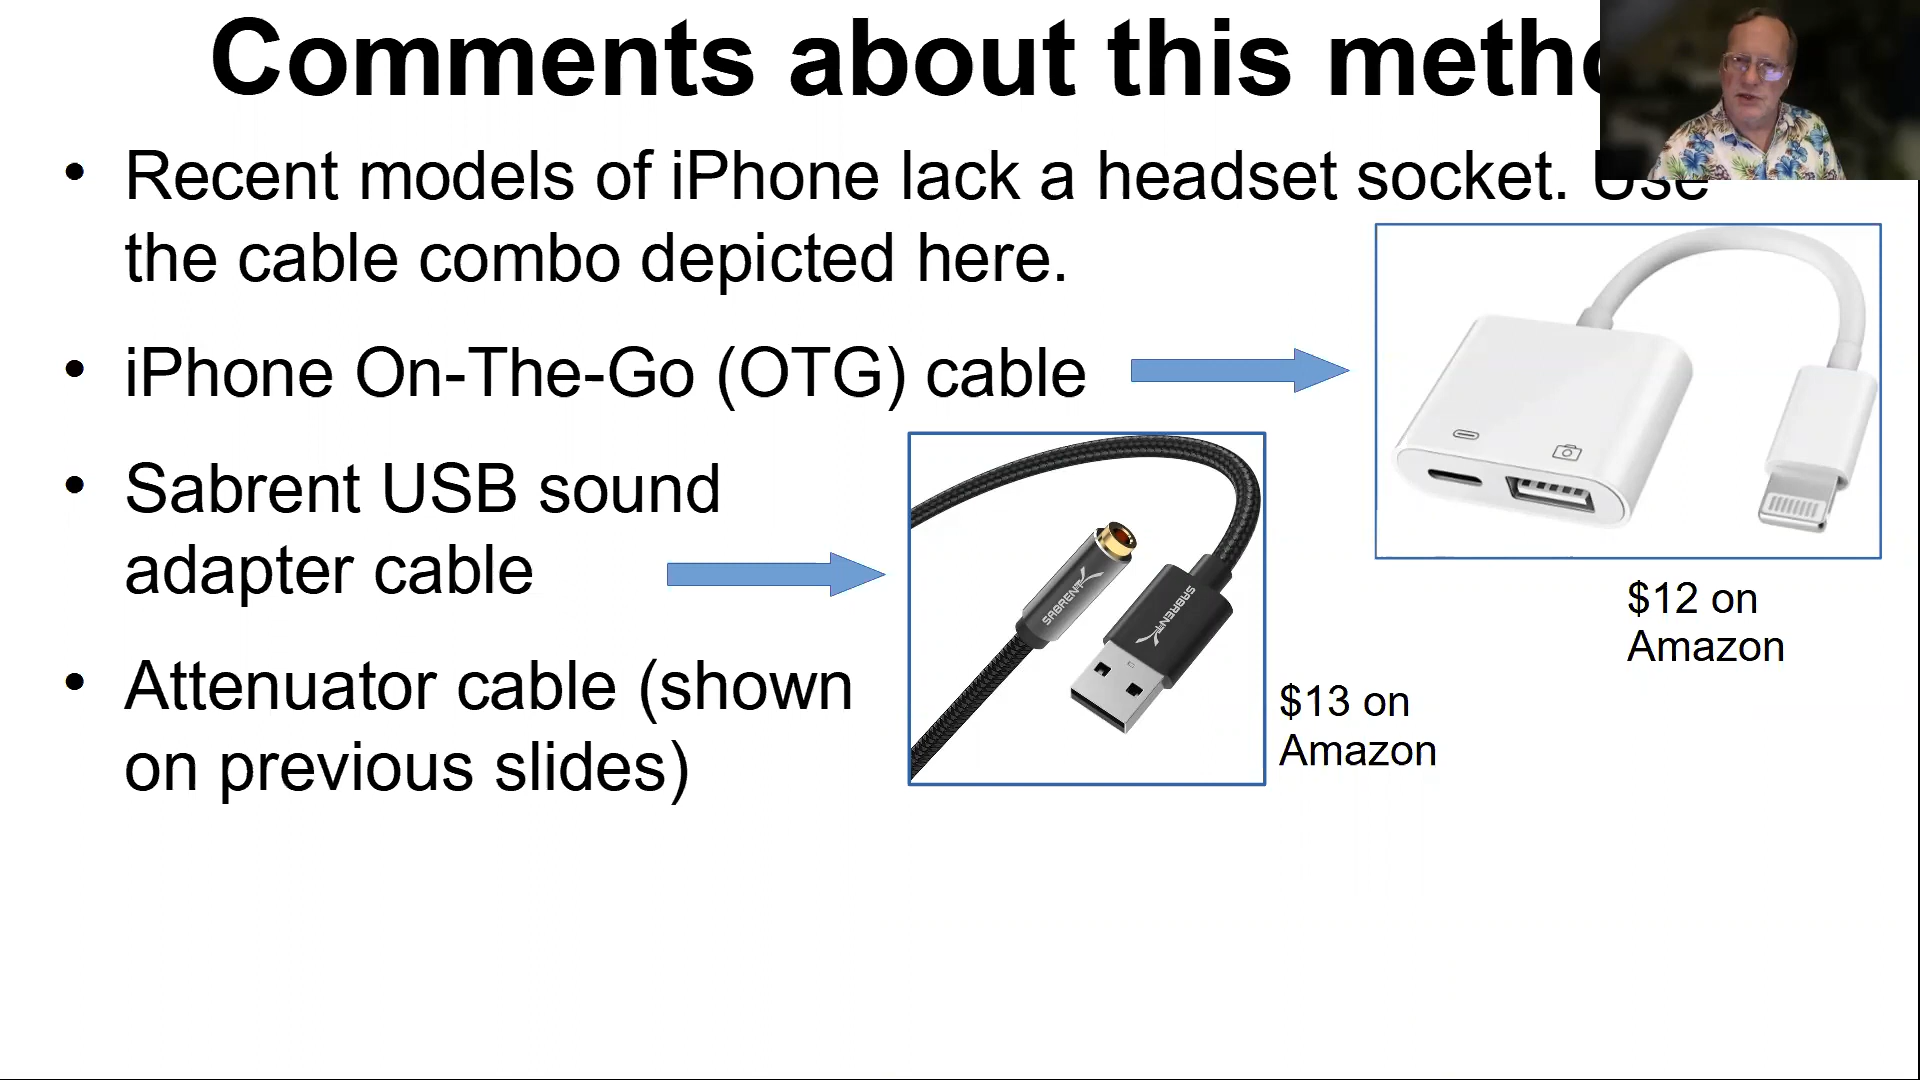 Comments about this metho
• Recent models of iPhone lack a headset socket. Use
the cable combo depicted here.
• iPhone On-The-Go (OTG) cable
• Sabrent USB sound
adapter cable
SABRENT
SABRENT
$12 on
Amazon
• Attenuator cable (shown
on previous slides)
$13 on
Amazon